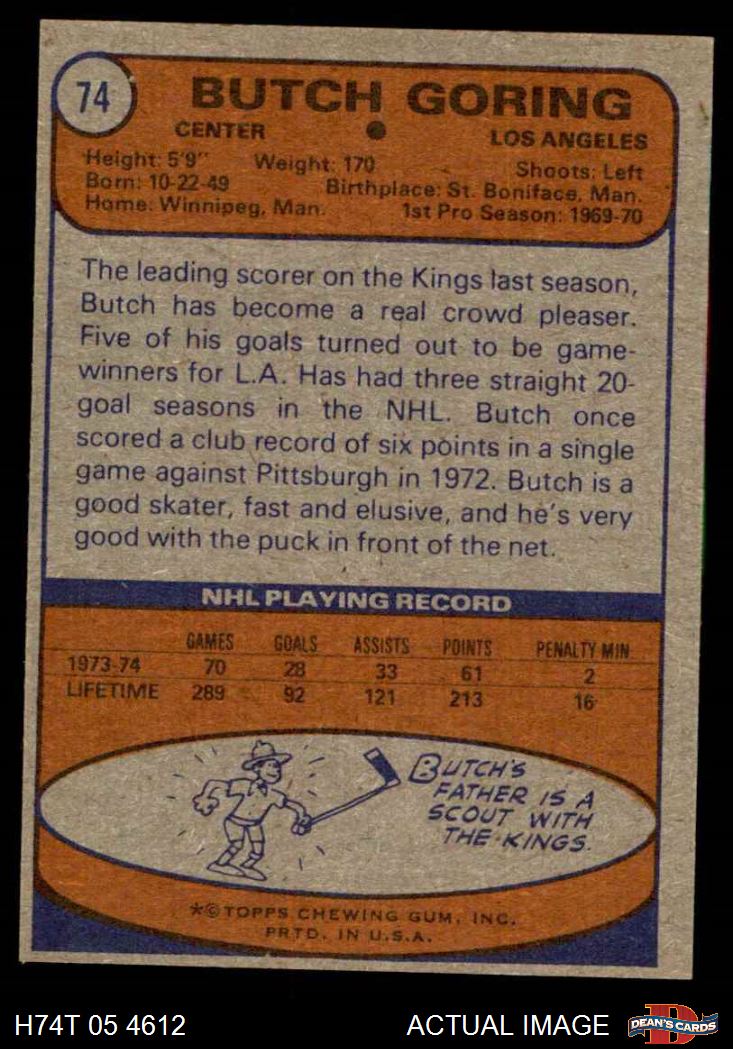 74
BUTCH GORING
CENTER LOS ANGELES
Height: 5'9" Weight: 170 Shoots: Left
Born: 10-22-49 Birthplace: St. Boniface, Man.
Home: Winnipeg, Man. 1st Pro Season: 1969-70
The leading scorer on the Kings last season,
Butch has become a real crowd pleaser.
Five of his goals turned out to be game-
winners for L.A. Has had three straight 20-
goal seasons in the NHL. Butch once
scored a club record of six points in a single
game against Pittsburgh in 1972. Butch is a
good skater, fast and elusive, and he's very
good with the puck in front of the net.
NHL PLAYING RECORD
GAMES GOALS ASSISTS POINTS PENALTY MIN
1973-74 70 28 33 61 2
LIFETIME 289 92 121 213 16
BUTCH'S
FATHER IS A
SCOUT WITH
THE KINGS.
*©TOPPS CHEWING GUM, INC.
PRTD. IN U.S.A.
H74T 05 4612 ACTUAL IMAGE DEAN'S CARDS